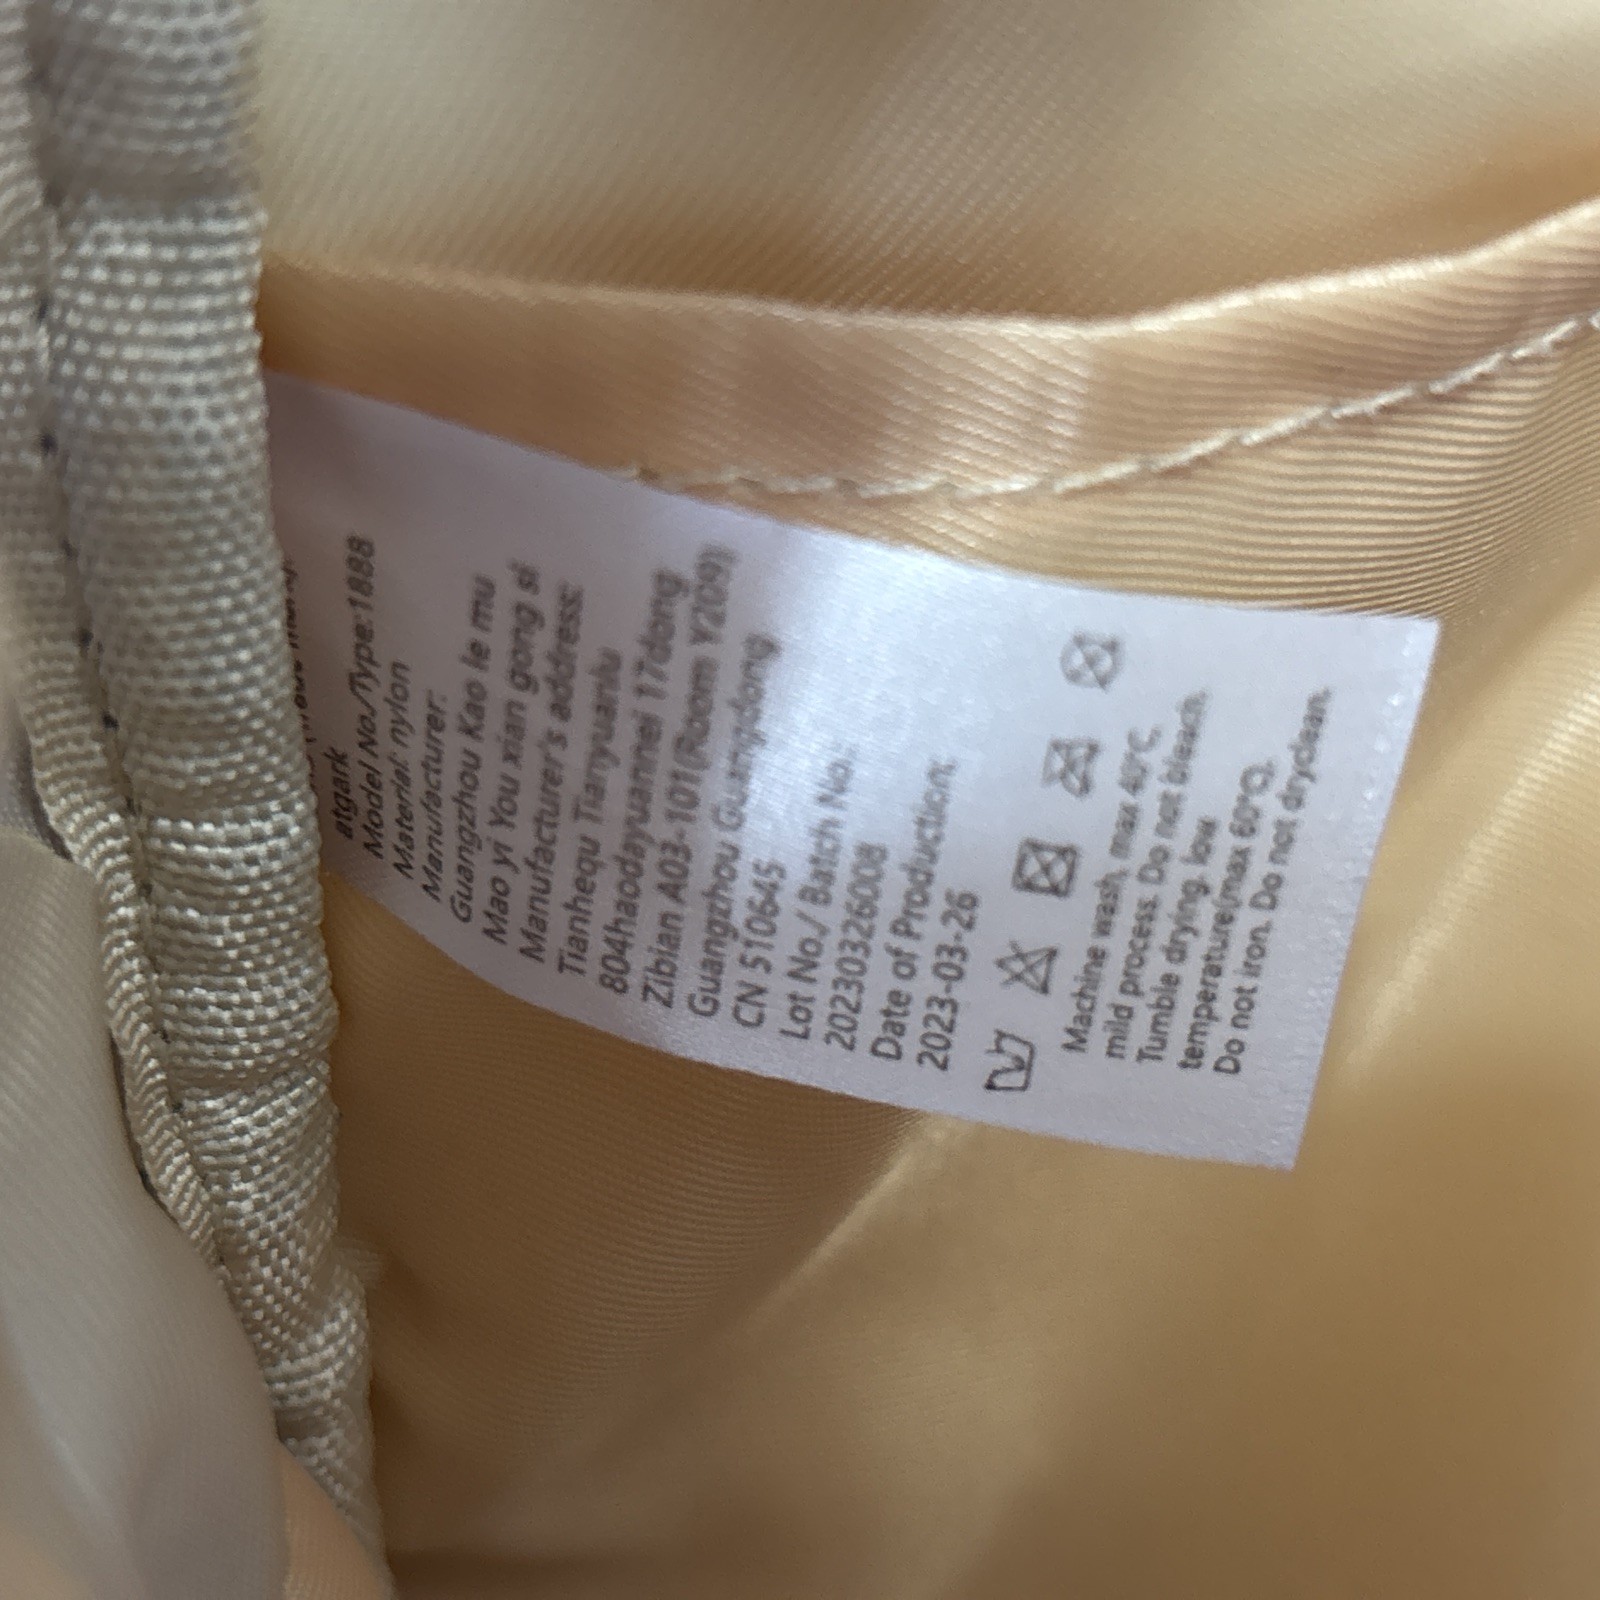 atgark
Model No./Type:1888
Material: nylon
Manufacturer:
Guangzhou Kao le mu
Mao yi You xian gong si
Manufacturer's address:
Tianhequ Tianyuanlu
804haodayuannei 17dong
Zibian A03-101(Room Y209)
Guangzhou Guangdong
CN 510645
Lot No./ Batch No.:
20230326008
Date of Production:
2023-03-26
Machine wash, max 40°C,
mild process. Do not bleach.
Tumble drying, low
temperature(max 60°C).
Do not iron. Do not dryclean.